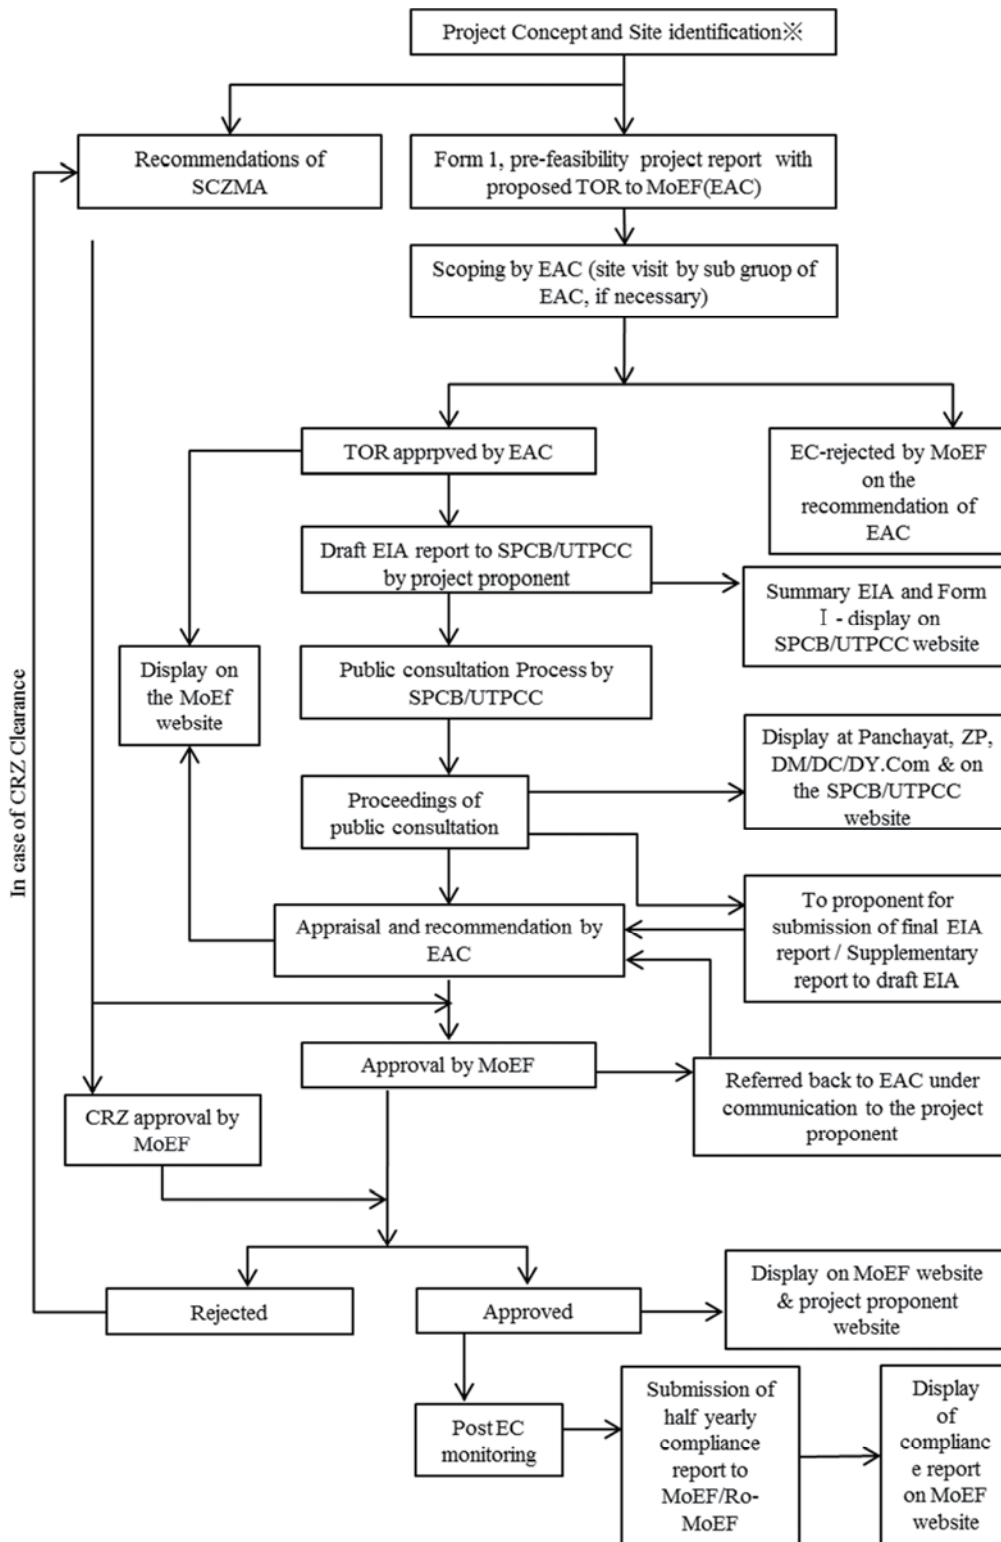 Project Concept and Site identification※
Recommendations of
SCZMA
Form 1, pre-feasibility project report with
proposed TOR to MoEF(EAC)
Scoping by EAC (site visit by sub gruop of
EAC, if necessary)
TOR apprpved by EAC
EC-rejected by MoEF
on the
recommendation of
EAC
Draft EIA report to SPCB/UTPCC
by project proponent
Summary EIA and Form
Ⅰ - display on
SPCB/UTPCC website
Display on
the MoEf
website
Public consultation Process by
SPCB/UTPCC
Display at Panchayat, ZP,
DM/DC/DY.Com & on
the SPCB/UTPCC
website
Proceedings of
public consultation
In case of CRZ Clearance
To proponent for
submission of final EIA
report / Supplementary
report to draft EIA
Appraisal and recommendation by
EAC
Approval by MoEF
Referred back to EAC under
communication to the project
proponent
CRZ approval by
MoEF
Rejected
Approved
Display on MoEF website
& project proponent
website
Post EC
monitoring
Submission of
half yearly
compliance
report to
MoEF/Ro-
MoEF
Display
of
complianc
e report
on MoEF
website